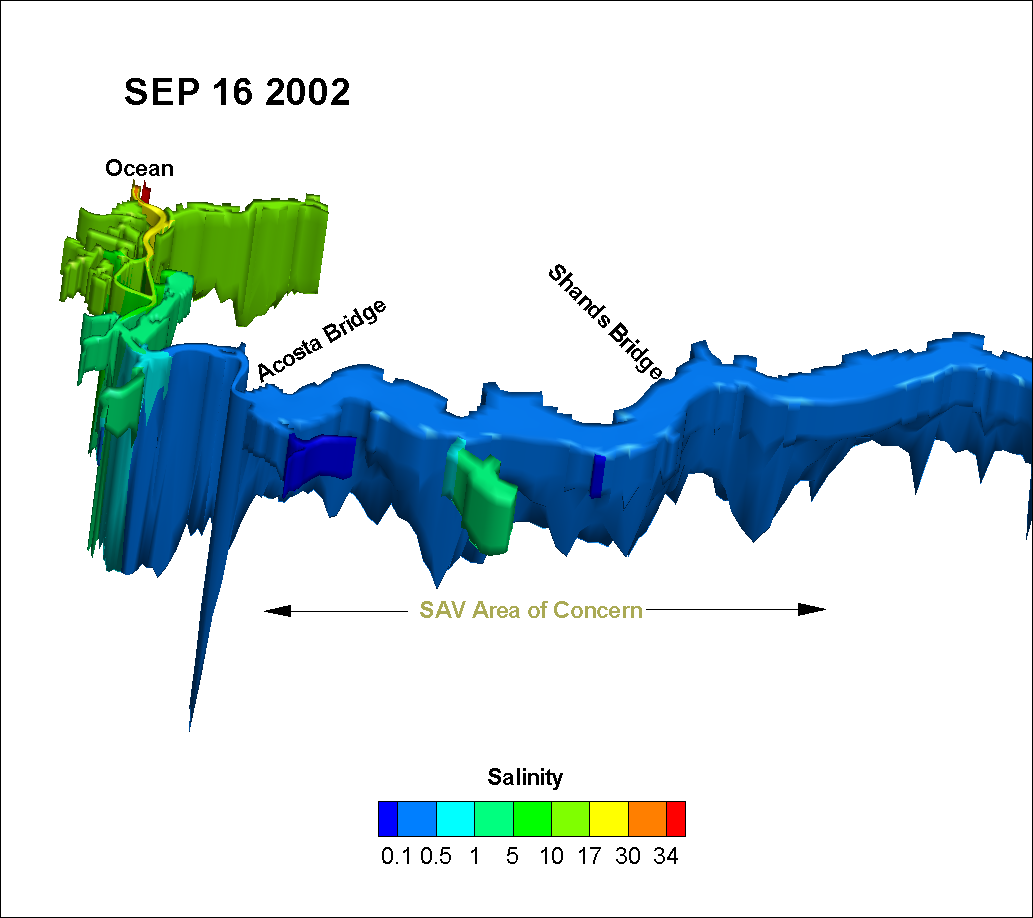 SEP 16 2002
Ocean
Acosta Bridge
Shands Bridge
SAV Area of Concern
Salinity
0.1 0.5 1 5 10 17 30 34